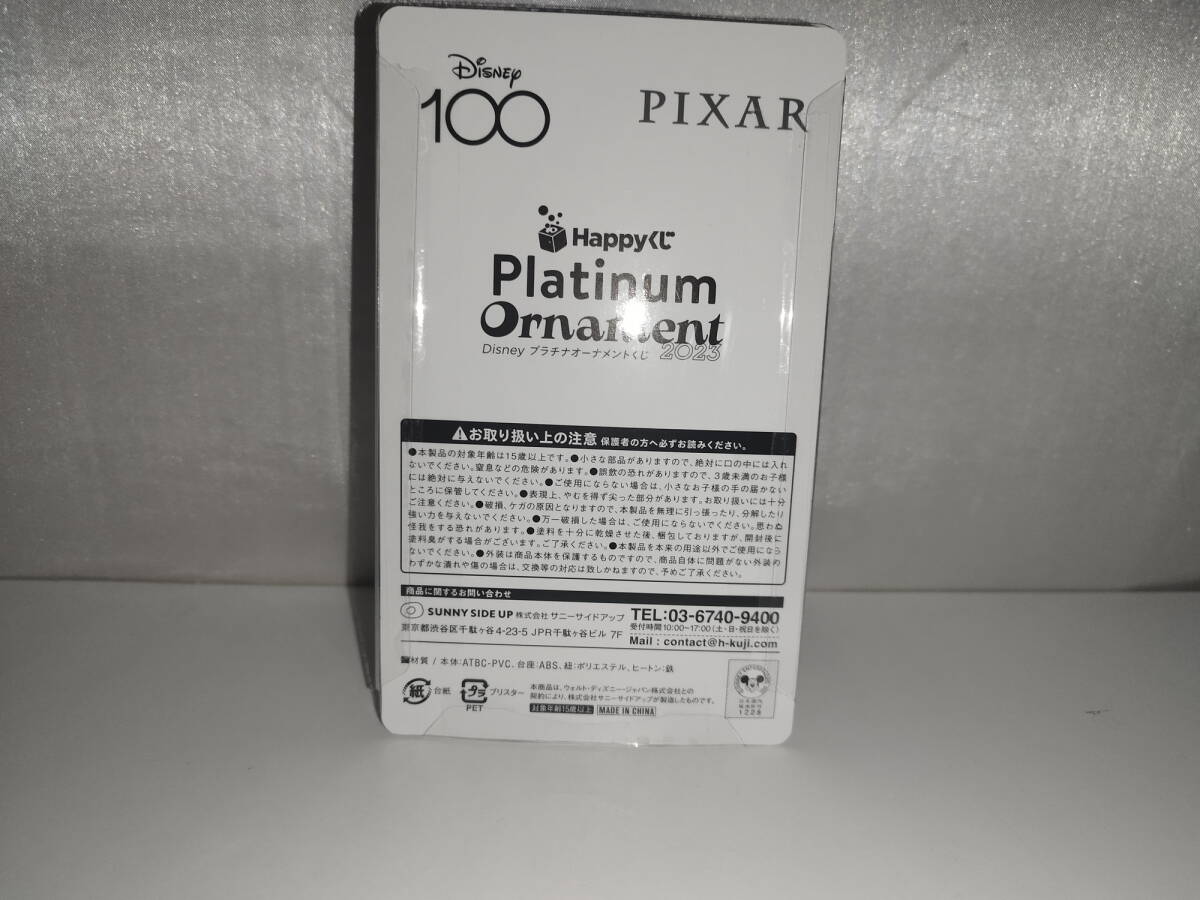 Disney
100
PIXAR
Happyくじ
Platinum
Ornament
Disney プラチナオーナメントくじ 2023
お取り扱い上の注意 保護者の方へ必ずお読みください。
●本製品の対象年齢は15歳以上です。●小さな部品がありますので、絶対に口の中には入れ
ないでください。窒息などの危険があります。●誤飲の恐れがありますので、3歳未満のお子様
には絶対に与えないでください。●ご使用にならない場合は、小さなお子様の手の届かない
ところに保管してください。●表現上、やむを得ず尖った部分があります。お取り扱いには十分
ご注意ください。●破損、ケガの原因となりますので、本製品を無理に引っ張ったり、分解したり
強い力を与えないでください。●万一破損した場合は、ご使用にならないでください。思わぬ
怪我をする恐れがあります。●塗料を十分に乾燥させた後、梱包しておりますが、開封後に
塗料臭がする場合がございます。ご了承ください。●本製品を本来の用途以外でご使用になら
ないでください。●外装は商品本体を保護するものですので、商品自体に問題がない外装の
わずかな潰れや傷の場合は、交換等の対応は致しかねますので、予めご了承ください。
商品に関するお問い合わせ
SUNNY SIDE UP 株式会社 サニーサイドアップ
東京都渋谷区千駄ヶ谷4-23-5 JPR千駄ヶ谷ビル 7F
TEL:03-6740-9400
受付時間10:00~17:00(土・日・祝日を除く)
Mail : contact@h-kuji.com
材質 / 本体:ATBC-PVC、台座:ABS、紐:ポリエステル、ヒートン:鉄
紙 台紙
プラ ブリスター
PET
本商品は、ウォルト・ディズニー・ジャパン株式会社との
契約により、株式会社サニーサイドアップが製造したものです。
対象年齢15歳以上 MADE IN CHINA
1228